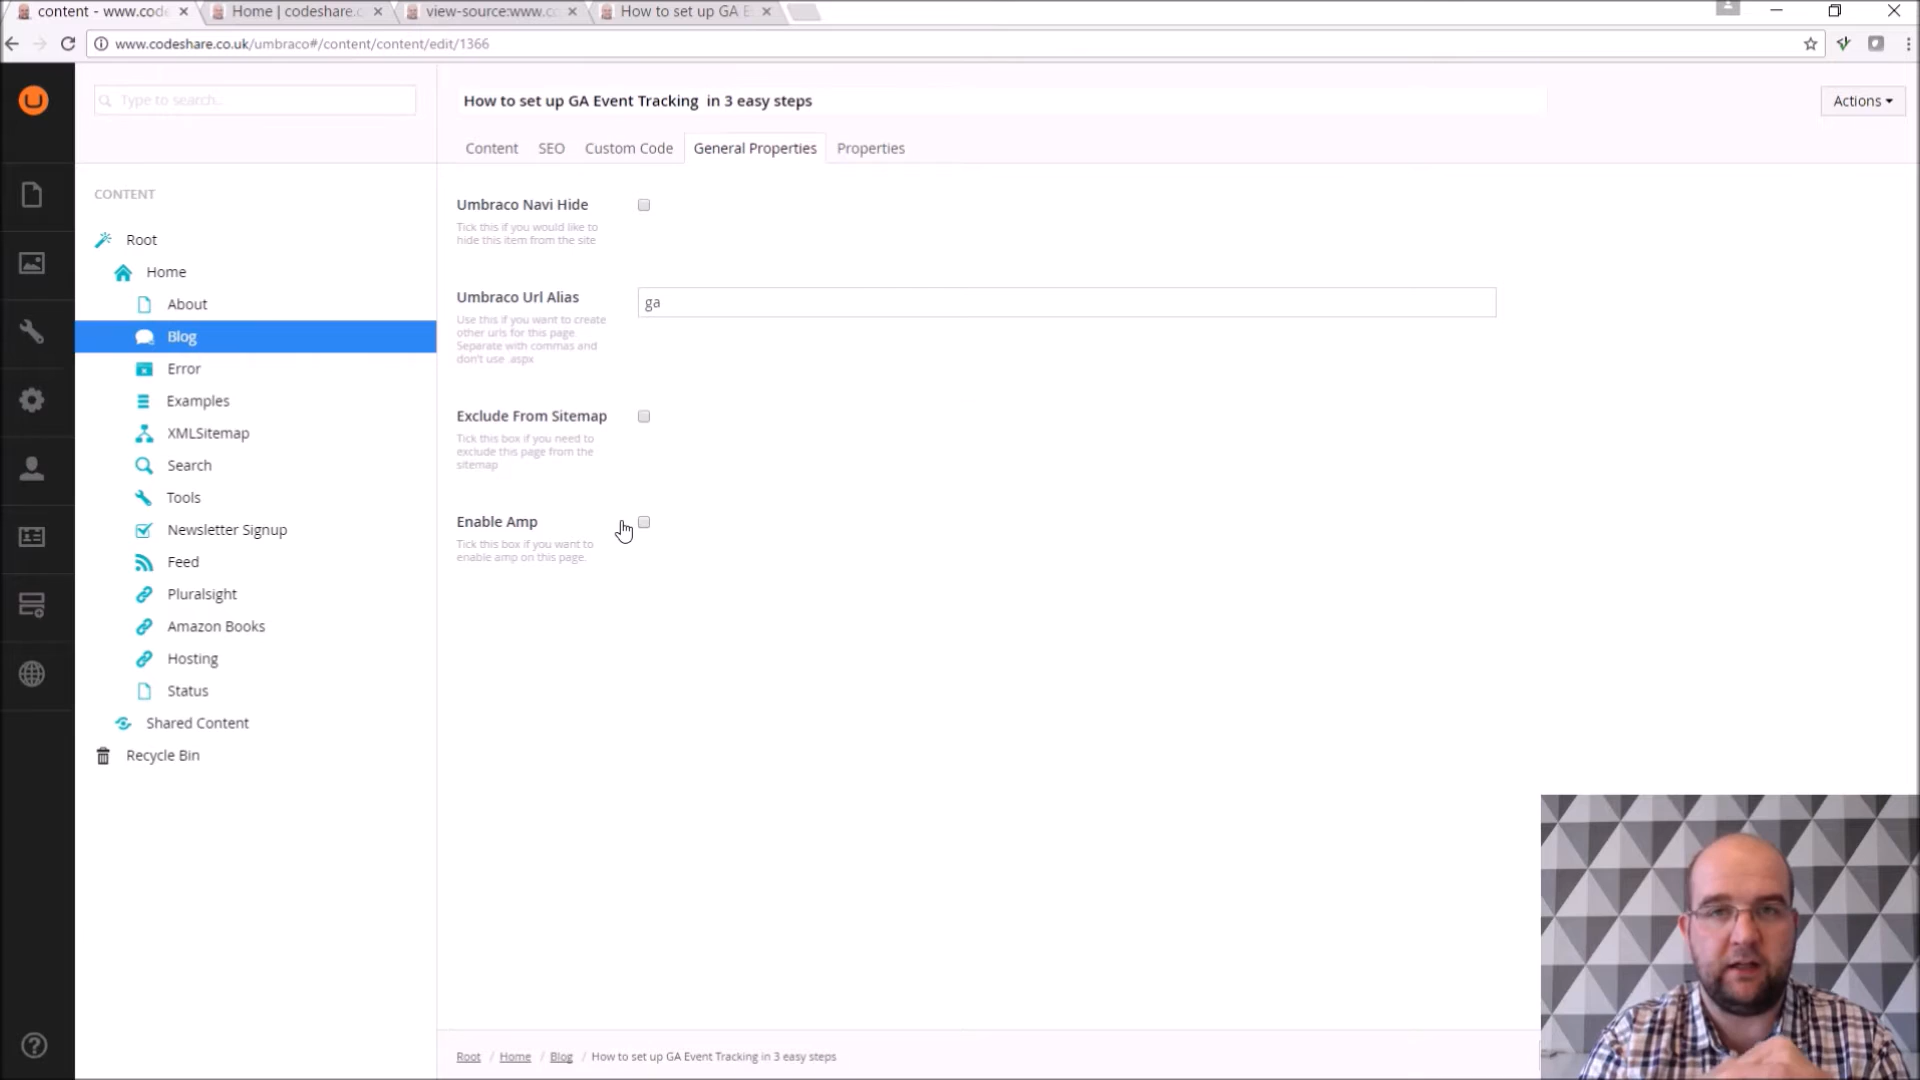 content - www.cod
Home | codeshare.c
view-source:www.co
How to set up GA E
www.codeshare.co.uk/umbraco#/content/content/edit/1366
Type to search...
How to set up GA Event Tracking in 3 easy steps
Actions
Content
SEO
Custom Code
General Properties
Properties
CONTENT
Root
Home
About
Blog
Error
Examples
XMLSitemap
Search
Tools
Newsletter Signup
Feed
Pluralsight
Amazon Books
Hosting
Status
Shared Content
Recycle Bin
Umbraco Navi Hide
Tick this if you would like to
hide this item from the site
Umbraco Url Alias
ga
Use this if you want to create
other urls for this page.
Separate with commas and
don't use .aspx
Exclude From Sitemap
Tick this box if you need to
exclude this page from the
sitemap
Enable Amp
Tick this box if you want to
enable amp on this page.
Root / Home / Blog / How to set up GA Event Tracking in 3 easy steps